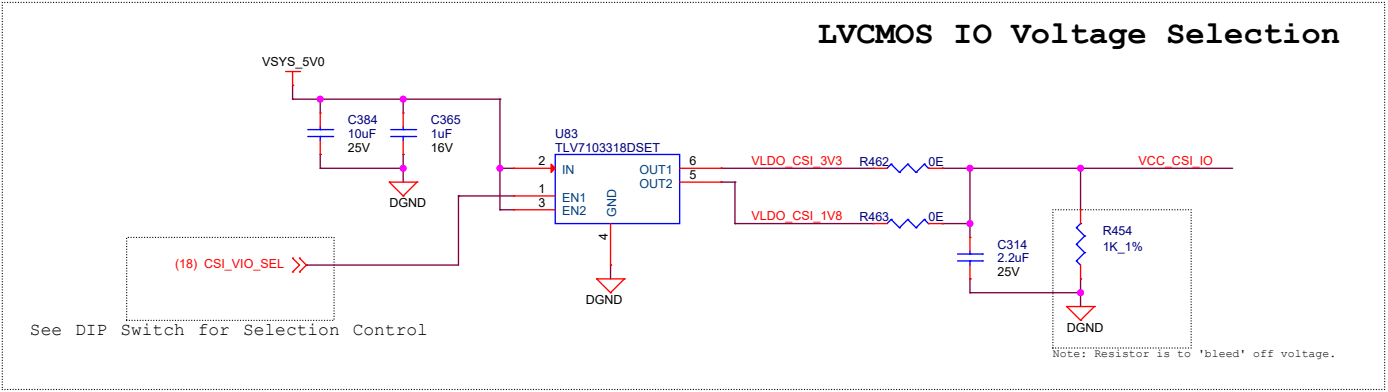 LVCMOS IO Voltage Selection
VSYS_5V0
C384
10uF
25V
C365
1uF
16V
DGND
U83
TLV7103318DSET
2
IN
1
EN1
3
EN2
GND
4
OUT1
6
OUT2
5
DGND
VLDO_CSI_3V3
R462
0E
VCC_CSI_IO
VLDO_CSI_1V8
R463
0E
C314
2.2uF
25V
R454
1K_1%
DGND
(18) CSI_VIO_SEL
See DIP Switch for Selection Control
Note: Resistor is to 'bleed' off voltage.